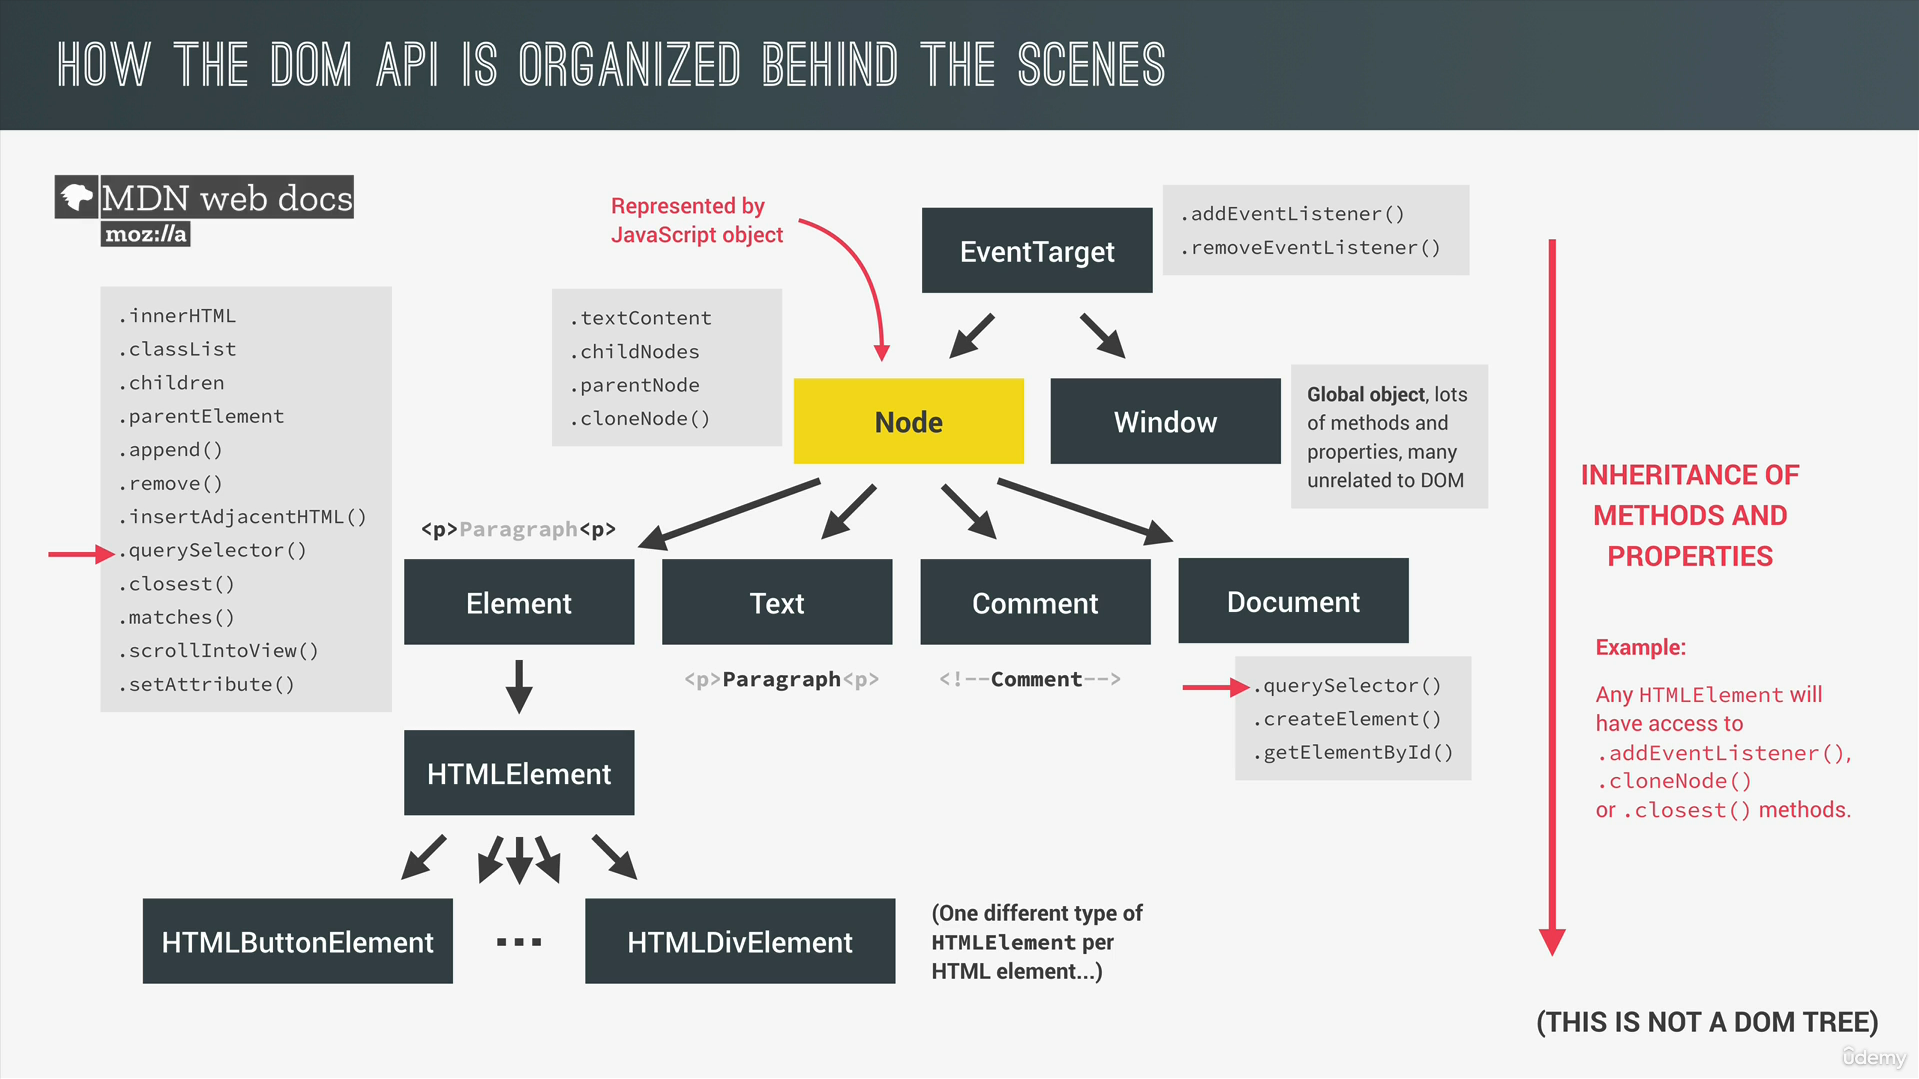 HOW THE DOM API IS ORGANIZED BEHIND THE SCENES
MDN web docs
moz://a
Represented by
JavaScript object
EventTarget
.addEventListener()
.removeEventListener()
.innerHTML
.classList
.children
.parentElement
.append()
.remove()
.insertAdjacentHTML()
.querySelector()
.closest()
.matches()
.scrollIntoView()
.setAttribute()
.textContent
.childNodes
.parentNode
.cloneNode()
Node
Window
Global object, lots
of methods and
properties, many
unrelated to DOM
INHERITANCE OF
METHODS AND
PROPERTIES
<p>Paragraph<p>
Element
Text
Comment
Document
<p>Paragraph<p>
<!--Comment-->
.querySelector()
.createElement()
.getElementById()
Example:
Any HTMLElement will
have access to
.addEventListener(),
.cloneNode()
or .closest() methods.
HTMLElement
HTMLButtonElement
...
HTMLDivElement
(One different type of
HTMLElement per
HTML element...)
(THIS IS NOT A DOM TREE)
ûdemy